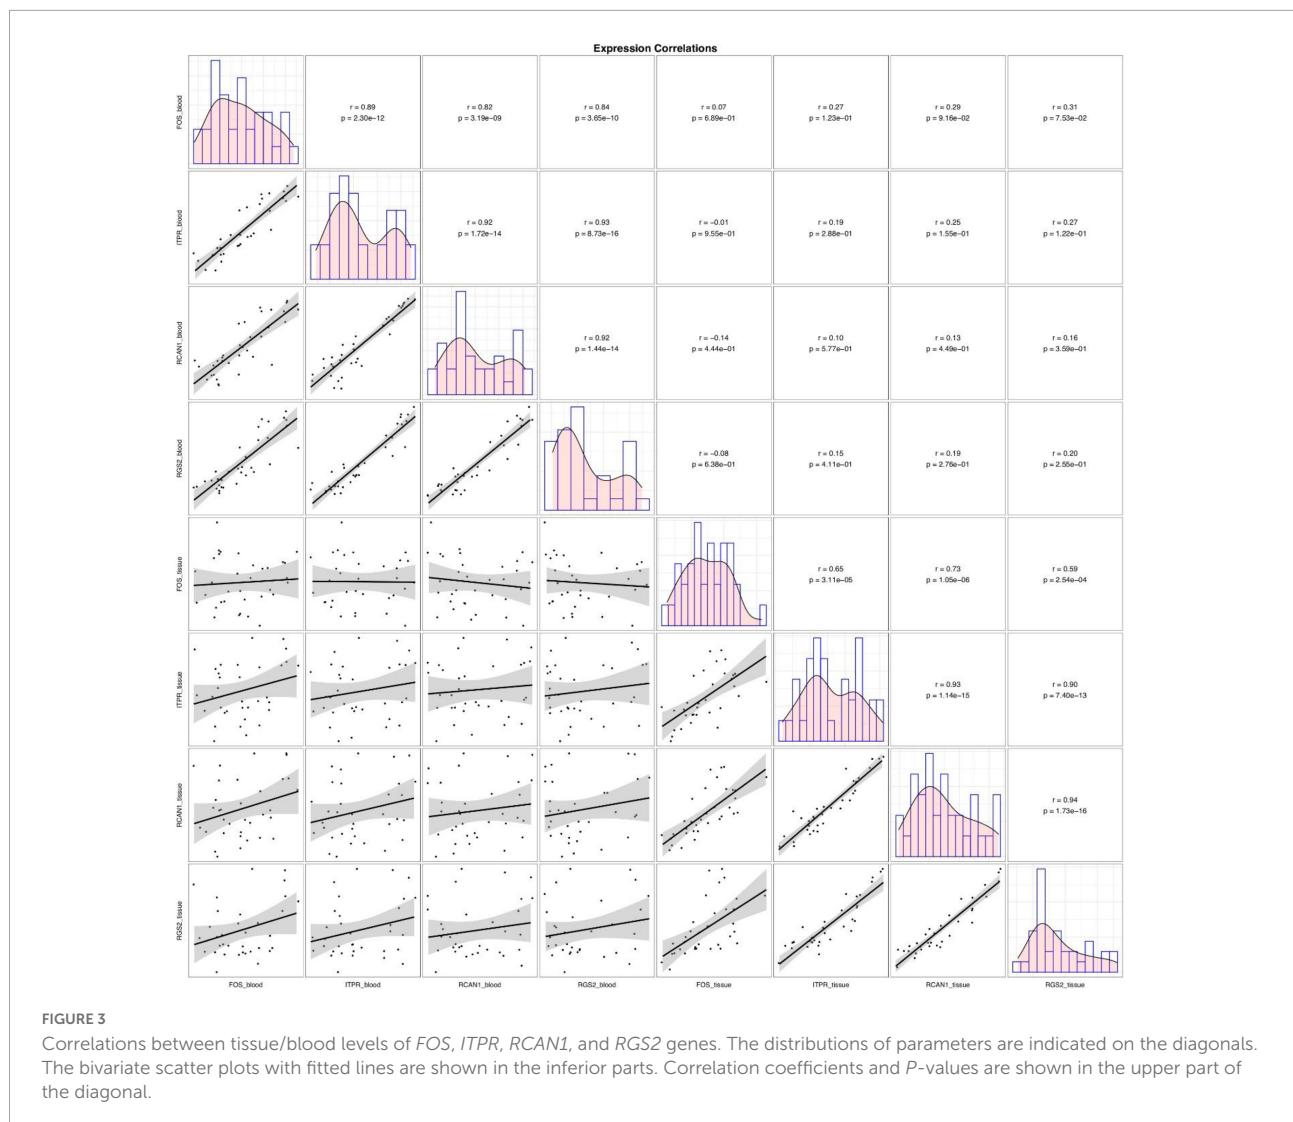 Expression Correlations
FOS_blood
r = 0.89
p = 2.30e−12
r = 0.82
p = 3.19e−09
r = 0.84
p = 3.65e−10
r = 0.07
p = 6.89e−01
r = 0.27
p = 1.23e−01
r = 0.29
p = 9.16e−02
r = 0.31
p = 7.53e−02
ITPR_blood
r = 0.92
p = 1.72e−14
r = 0.93
p = 8.73e−16
r = −0.01
p = 9.55e−01
r = 0.19
p = 2.88e−01
r = 0.25
p = 1.55e−01
r = 0.27
p = 1.22e−01
RCAN1_blood
r = 0.92
p = 1.44e−14
r = −0.14
p = 4.44e−01
r = 0.10
p = 5.77e−01
r = 0.13
p = 4.49e−01
r = 0.16
p = 3.59e−01
RGS2_blood
r = −0.08
p = 6.38e−01
r = 0.15
p = 4.11e−01
r = 0.19
p = 2.76e−01
r = 0.20
p = 2.55e−01
FOS_tissue
r = 0.65
p = 3.11e−05
r = 0.73
p = 1.05e−06
r = 0.59
p = 2.54e−04
ITPR_tissue
r = 0.93
p = 1.14e−15
r = 0.90
p = 7.40e−13
RCAN1_tissue
r = 0.94
p = 1.73e−16
RGS2_tissue
FOS_blood
ITPR_blood
RCAN1_blood
RGS2_blood
FOS_tissue
ITPR_tissue
RCAN1_tissue
RGS2_tissue
FIGURE 3
Correlations between tissue/blood levels of FOS, ITPR, RCAN1, and RGS2 genes. The distributions of parameters are indicated on the diagonals.
The bivariate scatter plots with fitted lines are shown in the inferior parts. Correlation coefficients and P-values are shown in the upper part of
the diagonal.